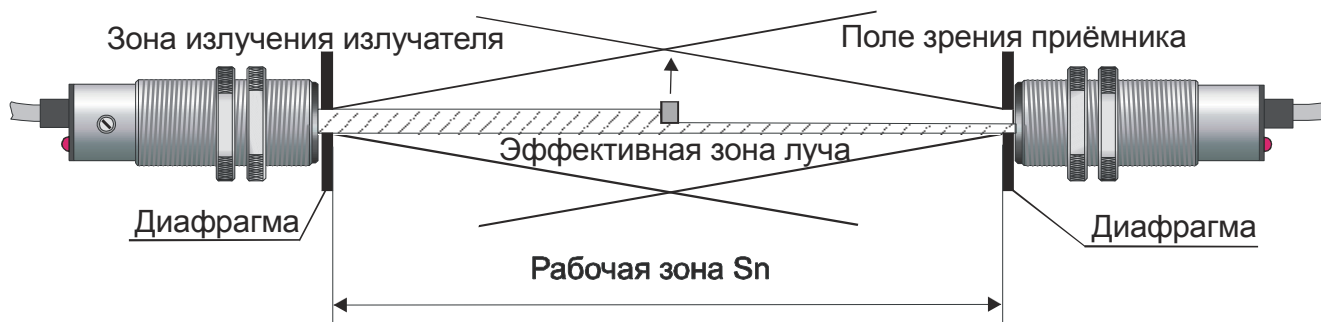 Зона излучения излучателя
Поле зрения приёмника
Эффективная зона луча
Диафрагма
Диафрагма
Рабочая зона Sn